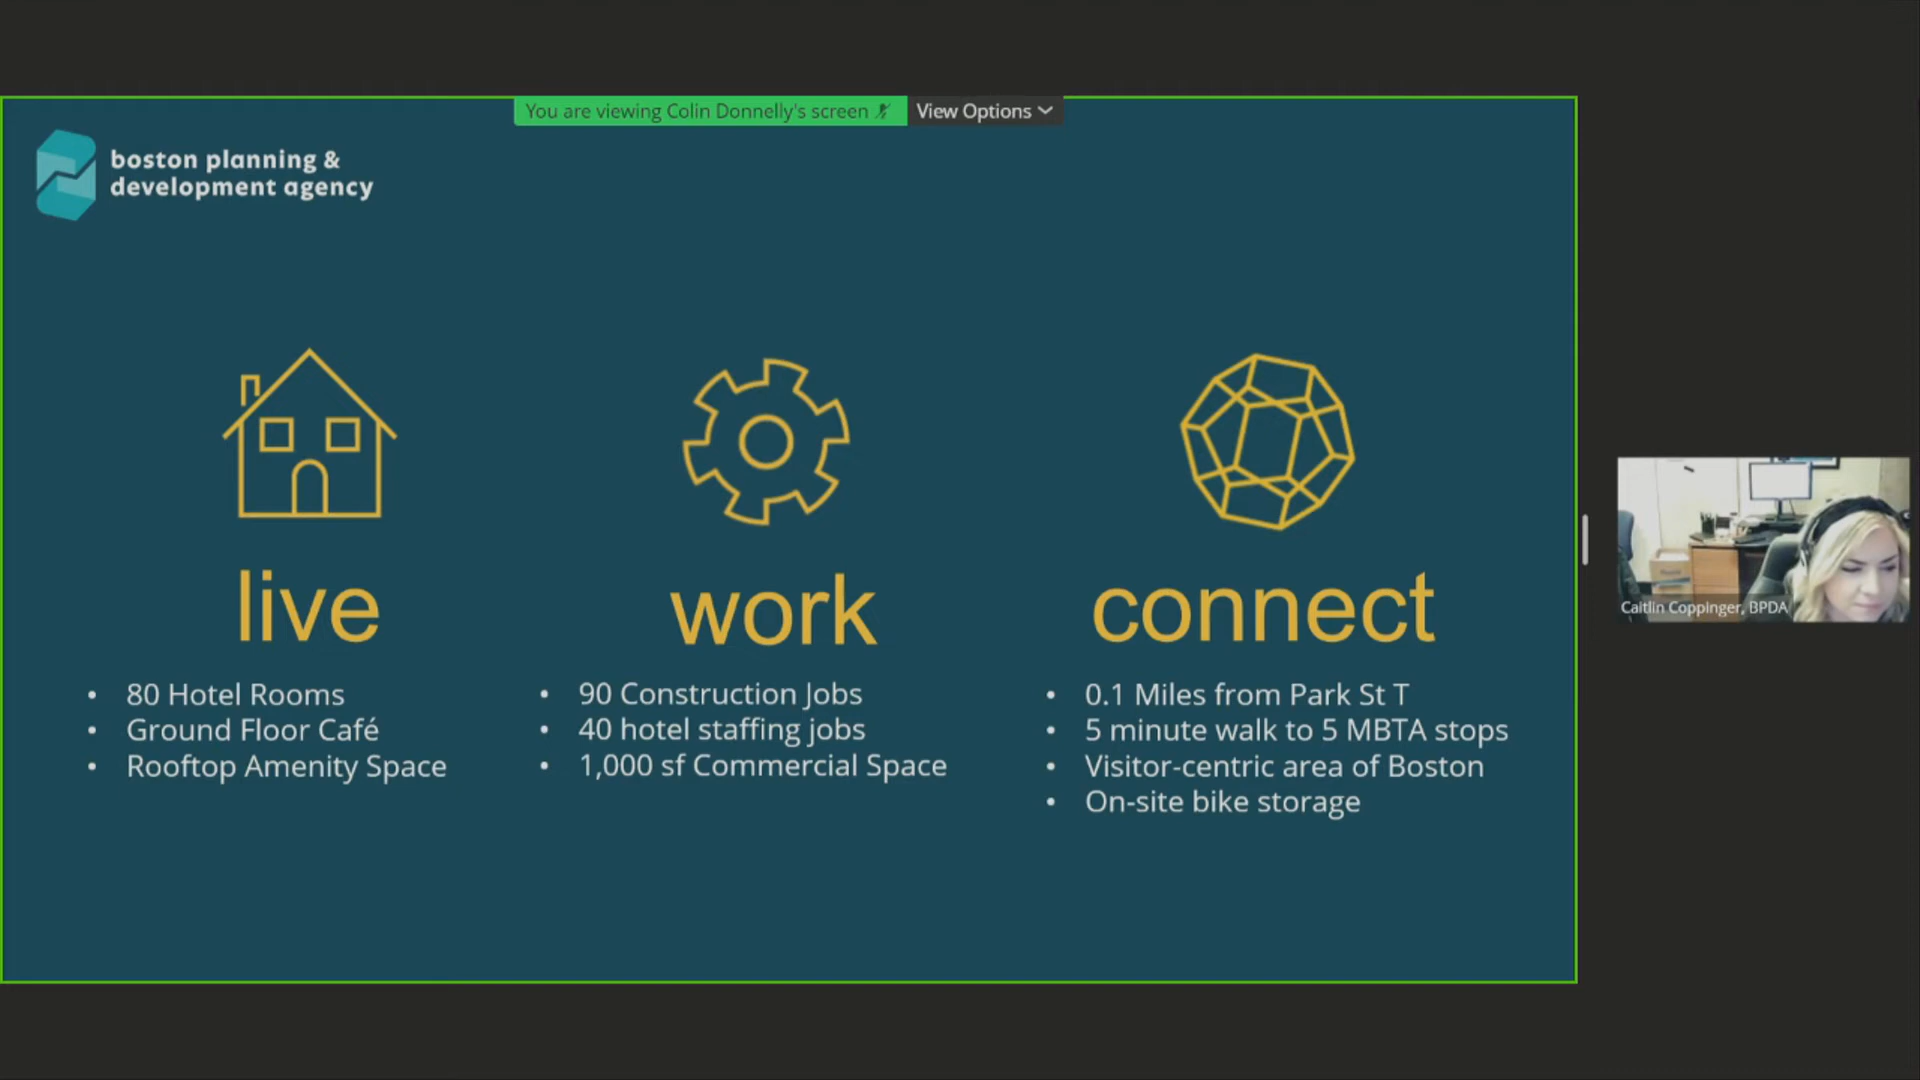 You are viewing Colin Donnelly's screen
View Options
boston planning &
development agency
live
80 Hotel Rooms
Ground Floor Café
Rooftop Amenity Space
work
90 Construction Jobs
40 hotel staffing jobs
1,000 sf Commercial Space
connect
0.1 Miles from Park St T
5 minute walk to 5 MBTA stops
Visitor-centric area of Boston
On-site bike storage
Caitlin Coppinger, BPDA